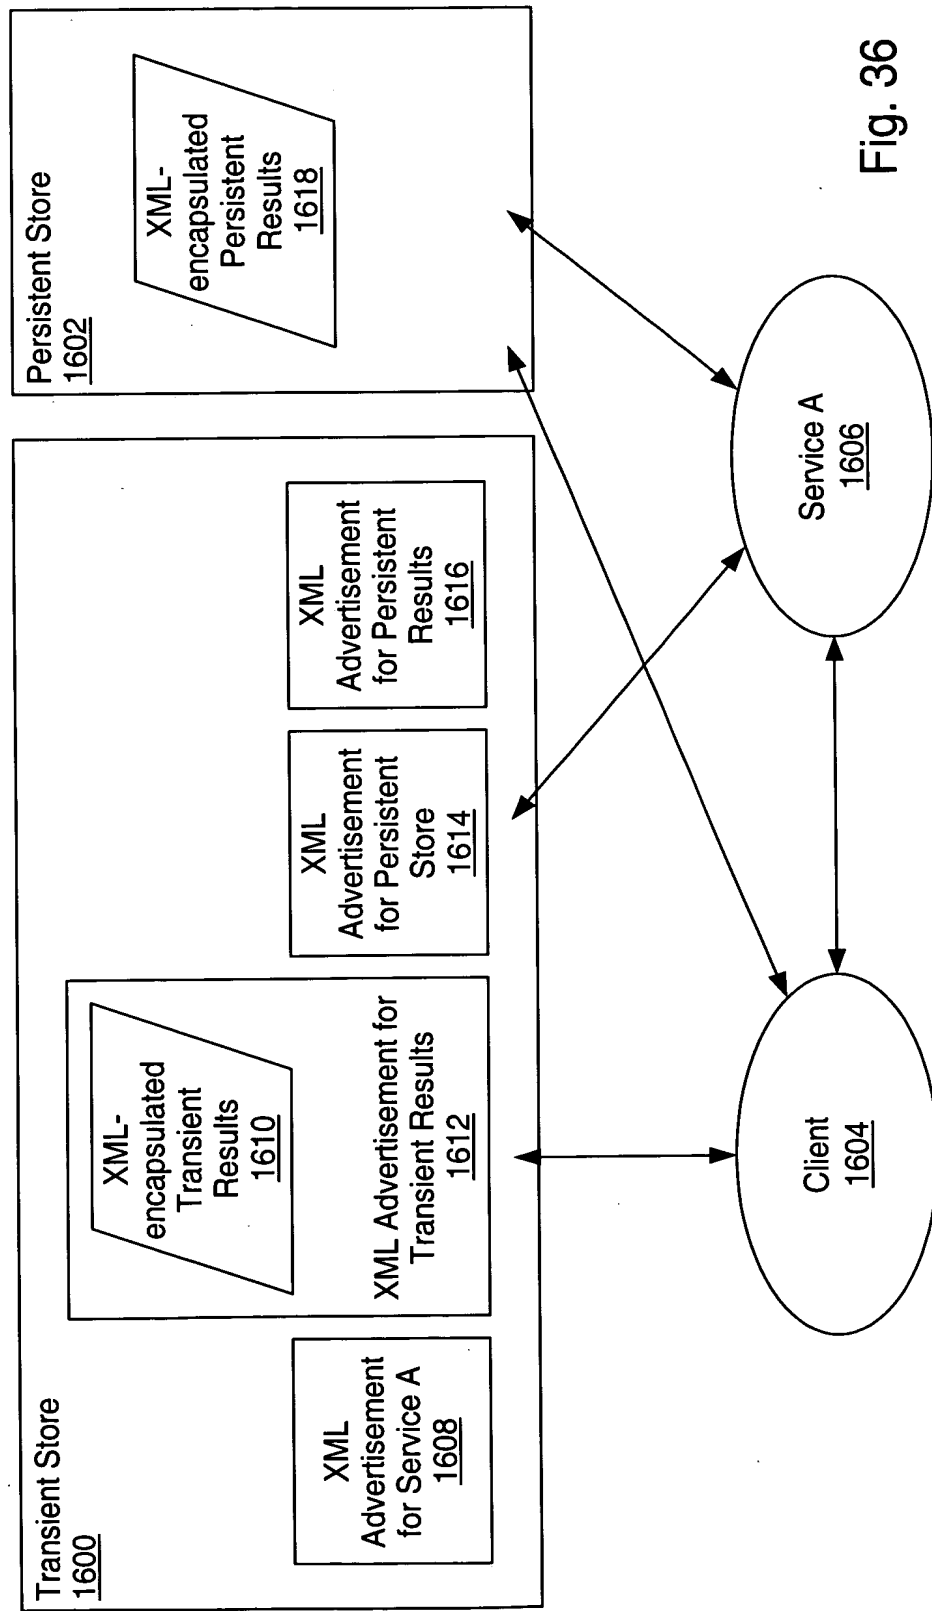 Transient Store
1600
XML
Advertisement
for Service A
1608
XML-
encapsulated
Transient
Results
1610
XML Advertisement for
Transient Results
1612
XML
Advertisement
for Persistent
Store
1614
XML
Advertisement
for Persistent
Results
1616
Persistent Store
1602
XML-
encapsulated
Persistent
Results
1618
Client
1604
Service A
1606
Fig. 36